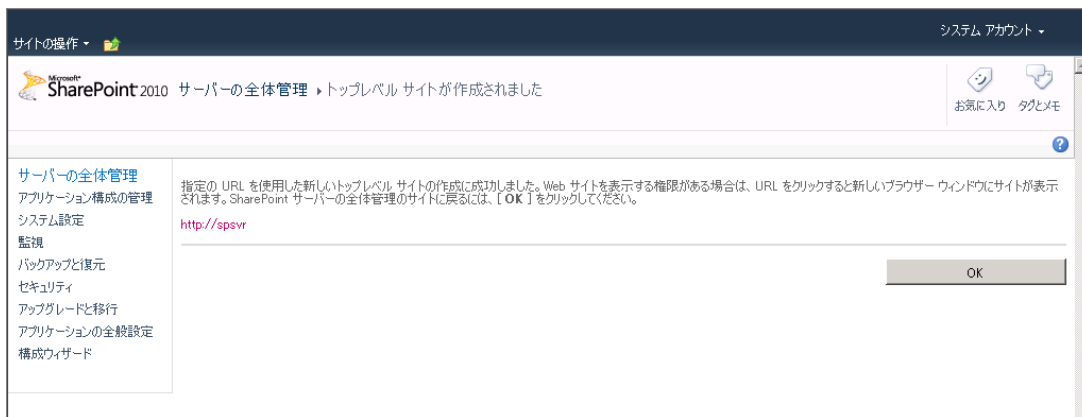 システム アカウント
サイトの操作
Microsoft
SharePoint 2010 サーバーの全体管理 ▸ トップレベル サイトが作成されました
お気に入り タグとメモ
サーバーの全体管理
アプリケーション構成の管理
システム設定
監視
バックアップと復元
セキュリティ
アップグレードと移行
アプリケーションの全般設定
構成ウィザード
指定の URL を使用した新しいトップレベル サイトの作成に成功しました。Web サイトを表示する権限がある場合は、URL をクリックすると新しいブラウザー ウィンドウにサイトが表示
されます。SharePoint サーバーの全体管理のサイトに戻るには、[ OK ] をクリックしてください。
http://spsvr
OK